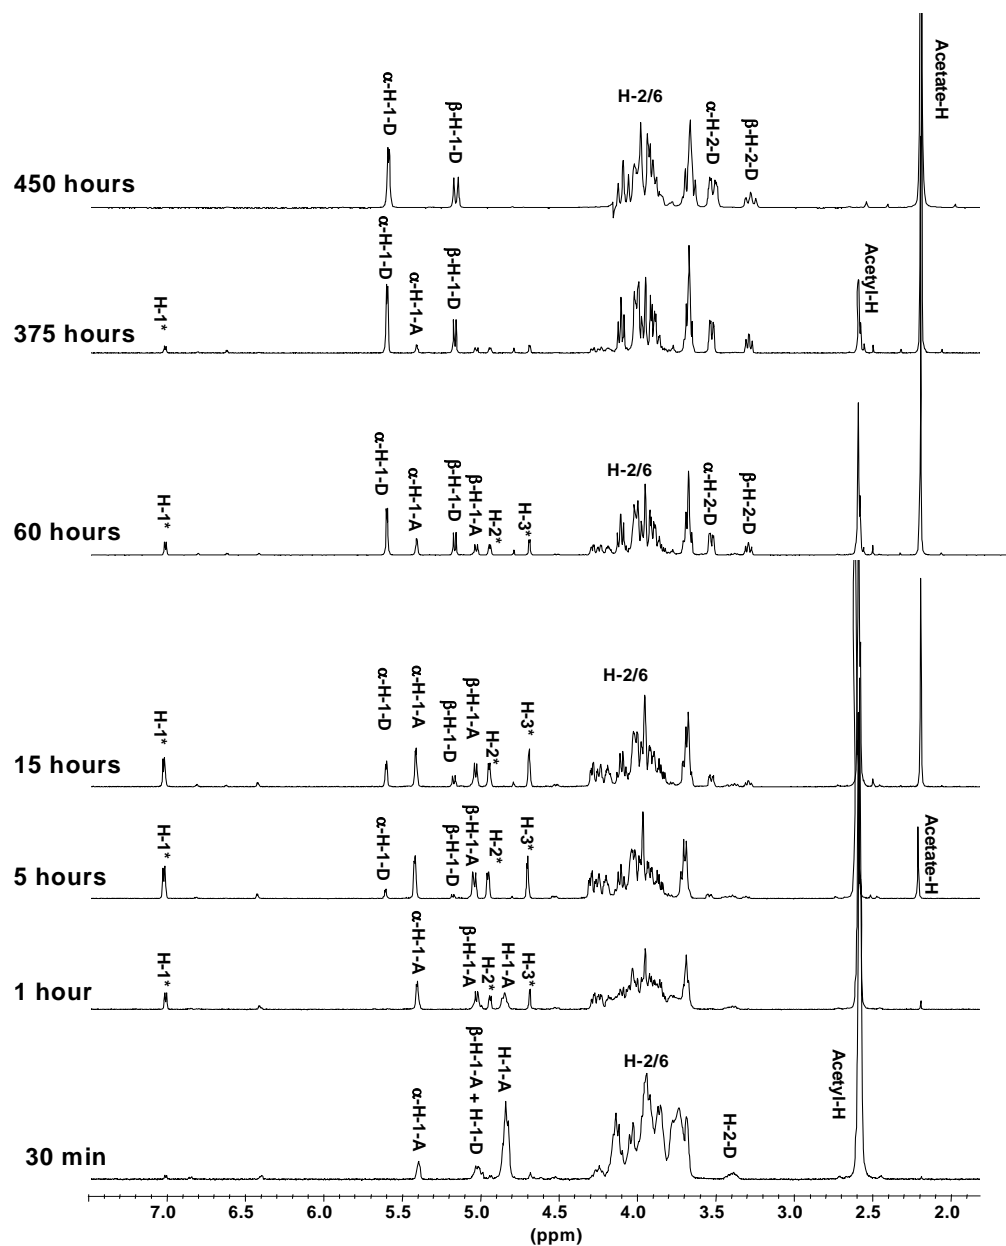 450 hours
α-H-1-D
β-H-1-D
H-2/6
α-H-2-D
β-H-2-D
Acetate-H
375 hours
H-1*
α-H-1-D
α-H-1-A
β-H-1-D
Acetyl-H
60 hours
H-1*
α-H-1-D
α-H-1-A
β-H-1-D
β-H-1-A
H-2*
H-3*
H-2/6
α-H-2-D
β-H-2-D
15 hours
H-1*
α-H-1-D
α-H-1-A
β-H-1-D
β-H-1-A
H-2*
H-3*
H-2/6
5 hours
H-1*
α-H-1-D
β-H-1-D
β-H-1-A
H-2*
H-3*
Acetate-H
1 hour
H-1*
α-H-1-A
β-H-1-A
H-2*
H-1-A
H-3*
30 min
α-H-1-A
β-H-1-A + H-1-D
H-1-A
H-2/6
H-2-D
Acetyl-H
7.0 6.5 6.0 5.5 5.0 4.5 4.0 3.5 3.0 2.5 2.0
(ppm)